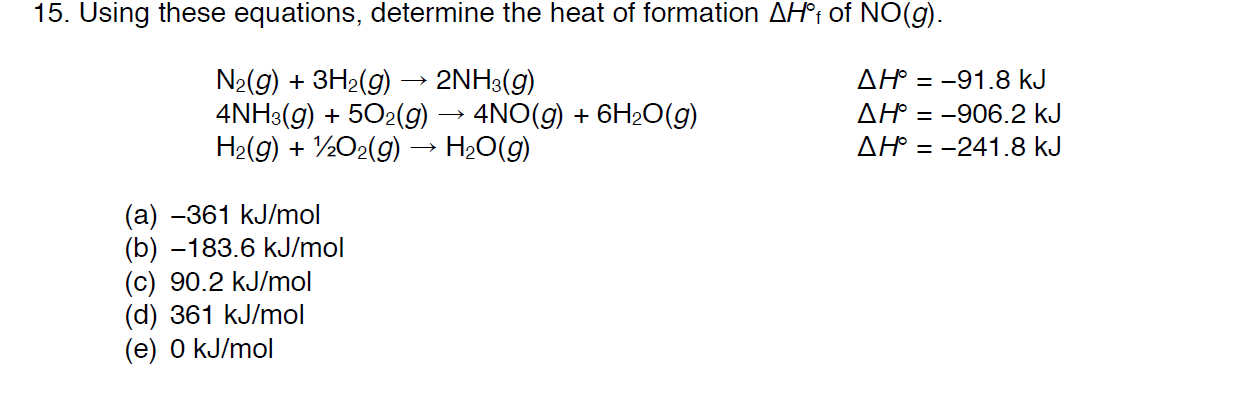 15. Using these equations, determine the heat of formation ΔH°f of NO(g).
N2(g) + 3H2(g) → 2NH3(g) ΔH° = –91.8 kJ
4NH3(g) + 5O2(g) → 4NO(g) + 6H2O(g) ΔH° = –906.2 kJ
H2(g) + ½O2(g) → H2O(g) ΔH° = –241.8 kJ
(a) –361 kJ/mol
(b) –183.6 kJ/mol
(c) 90.2 kJ/mol
(d) 361 kJ/mol
(e) 0 kJ/mol